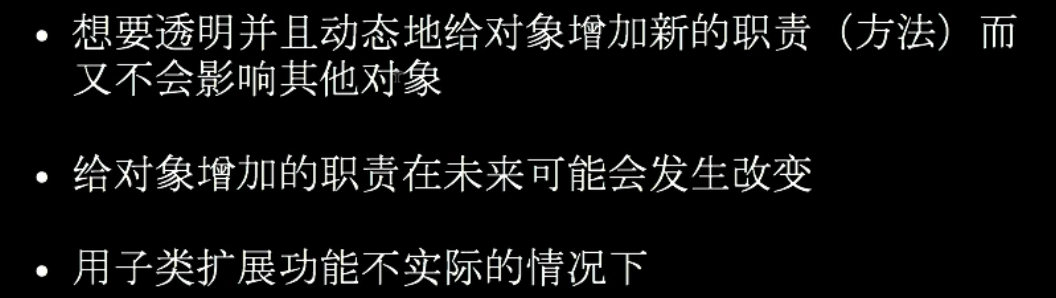 • 想要透明并且动态地给对象增加新的职责（方法）而
又不会影响其他对象
• 给对象增加的职责在未来可能会发生改变
• 用子类扩展功能不实际的情况下